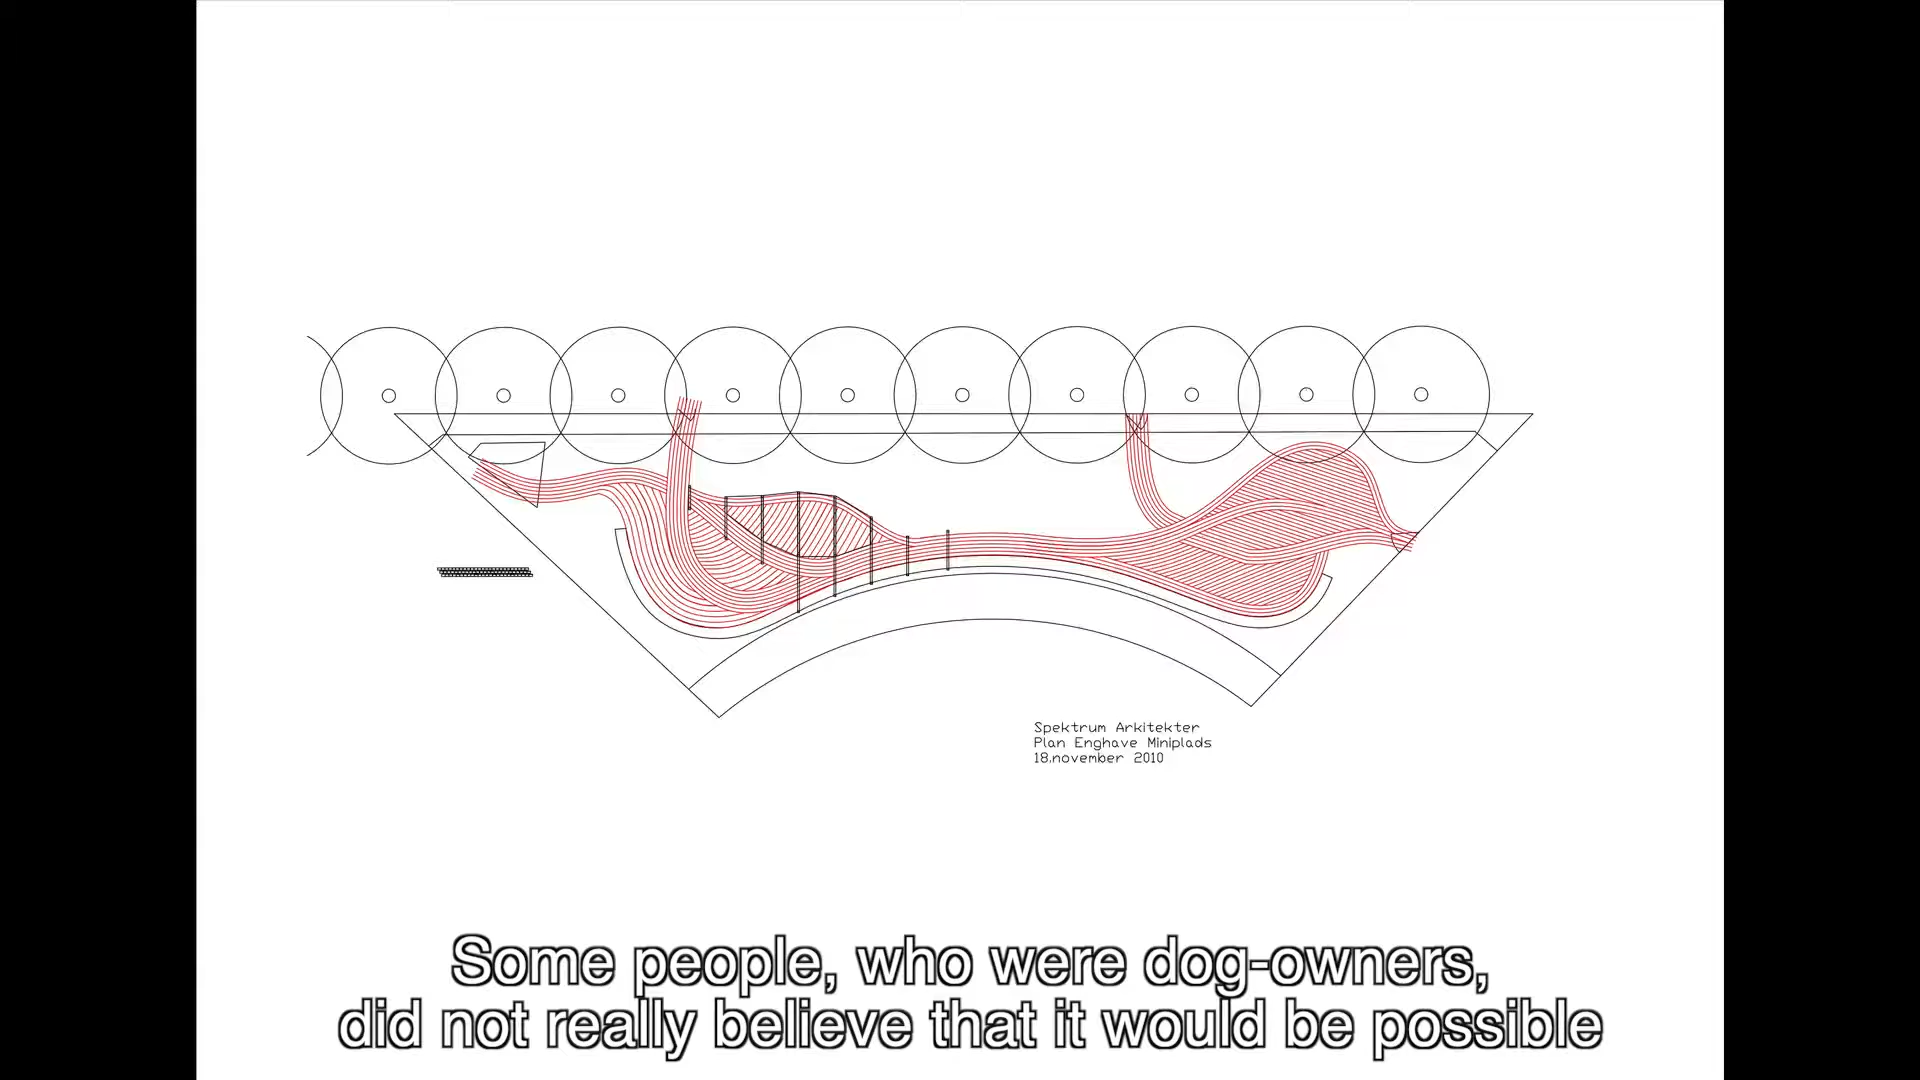 Spektrum Arkitekter
Plan Enghave Miniplads
18.november 2010
Some people, who were dog-owners,
did not really believe that it would be possible